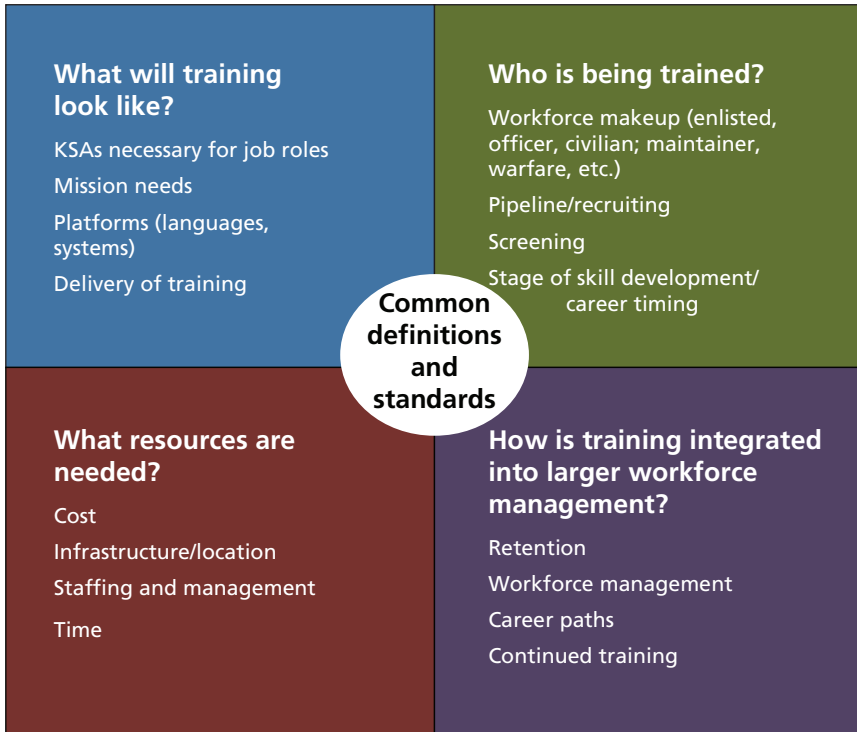 What will training
look like?
KSAs necessary for job roles
Mission needs
Platforms (languages,
systems)
Delivery of training
Who is being trained?
Workforce makeup (enlisted,
officer, civilian; maintainer,
warfare, etc.)
Pipeline/recruiting
Screening
Stage of skill development/
career timing
Common
definitions
and
standards
What resources are
needed?
Cost
Infrastructure/location
Staffing and management
Time
How is training integrated
into larger workforce
management?
Retention
Workforce management
Career paths
Continued training